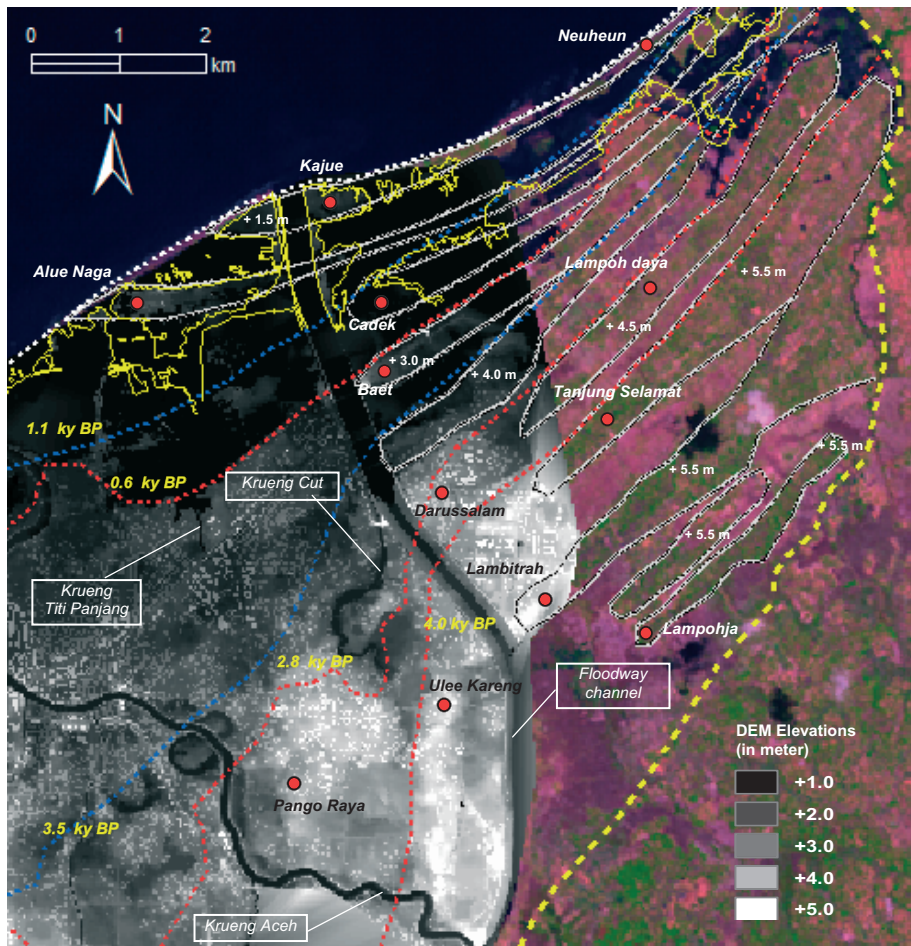 0 1 2
km
N
Neuheun
Kajue
+ 1.5 m
Alue Naga
Lampoh daya
+ 5.5 m
Cadek
+ 4.5 m
+ 3.0 m
+ 4.0 m
Baet
Tanjung Selamat
1.1 ky BP
+ 5.5 m
0.6 ky BP
+ 5.5 m
Krueng Cut
Darussalam
+ 5.5 m
Lambitrah
Krueng
Titi Panjang
4.0 ky BP
Lampohja
2.8 ky BP
Ulee Kareng
Floodway
channel
DEM Elevations
(in meter)
+1.0
+2.0
+3.0
+4.0
+5.0
Pango Raya
3.5 ky BP
Krueng Aceh